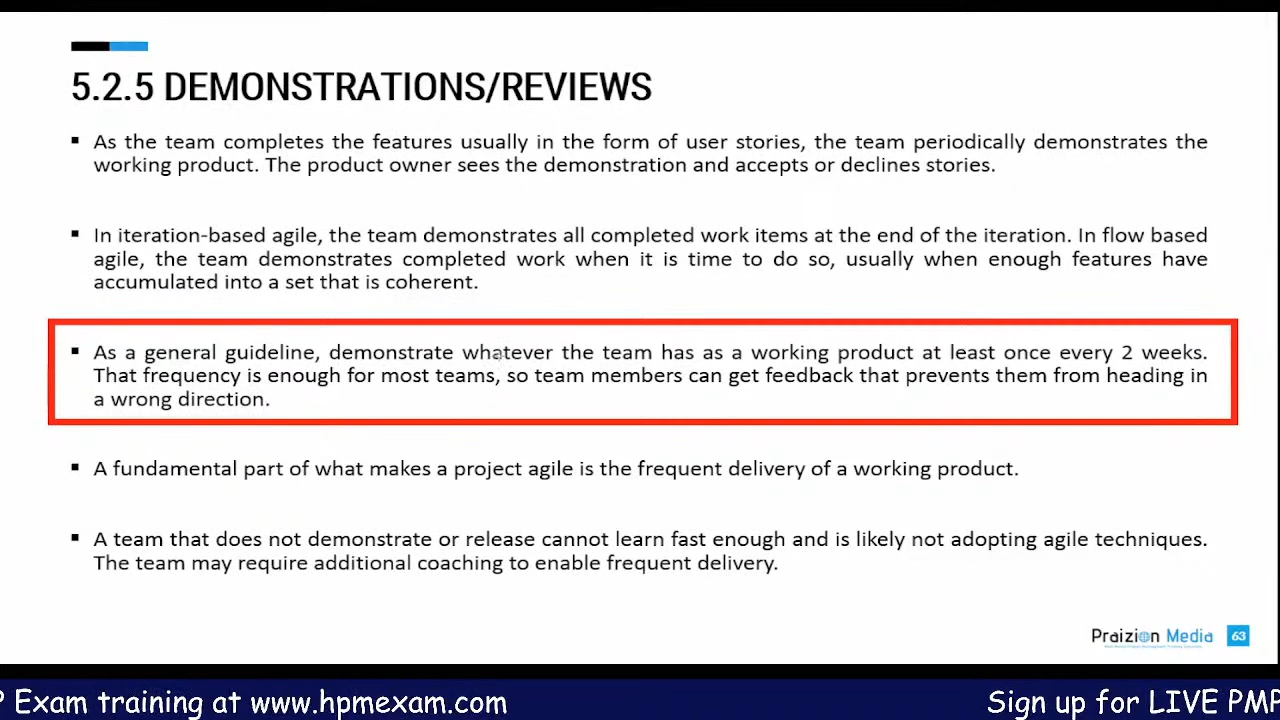 5.2.5 DEMONSTRATIONS/REVIEWS
▪ As the team completes the features usually in the form of user stories, the team periodically demonstrates the
working product. The product owner sees the demonstration and accepts or declines stories.
▪ In iteration-based agile, the team demonstrates all completed work items at the end of the iteration. In flow based
agile, the team demonstrates completed work when it is time to do so, usually when enough features have
accumulated into a set that is coherent.
▪ As a general guideline, demonstrate whatever the team has as a working product at least once every 2 weeks.
That frequency is enough for most teams, so team members can get feedback that prevents them from heading in
a wrong direction.
▪ A fundamental part of what makes a project agile is the frequent delivery of a working product.
▪ A team that does not demonstrate or release cannot learn fast enough and is likely not adopting agile techniques.
The team may require additional coaching to enable frequent delivery.
Praizion Media 63
P Exam training at www.hpmexam.com Sign up for LIVE PMP